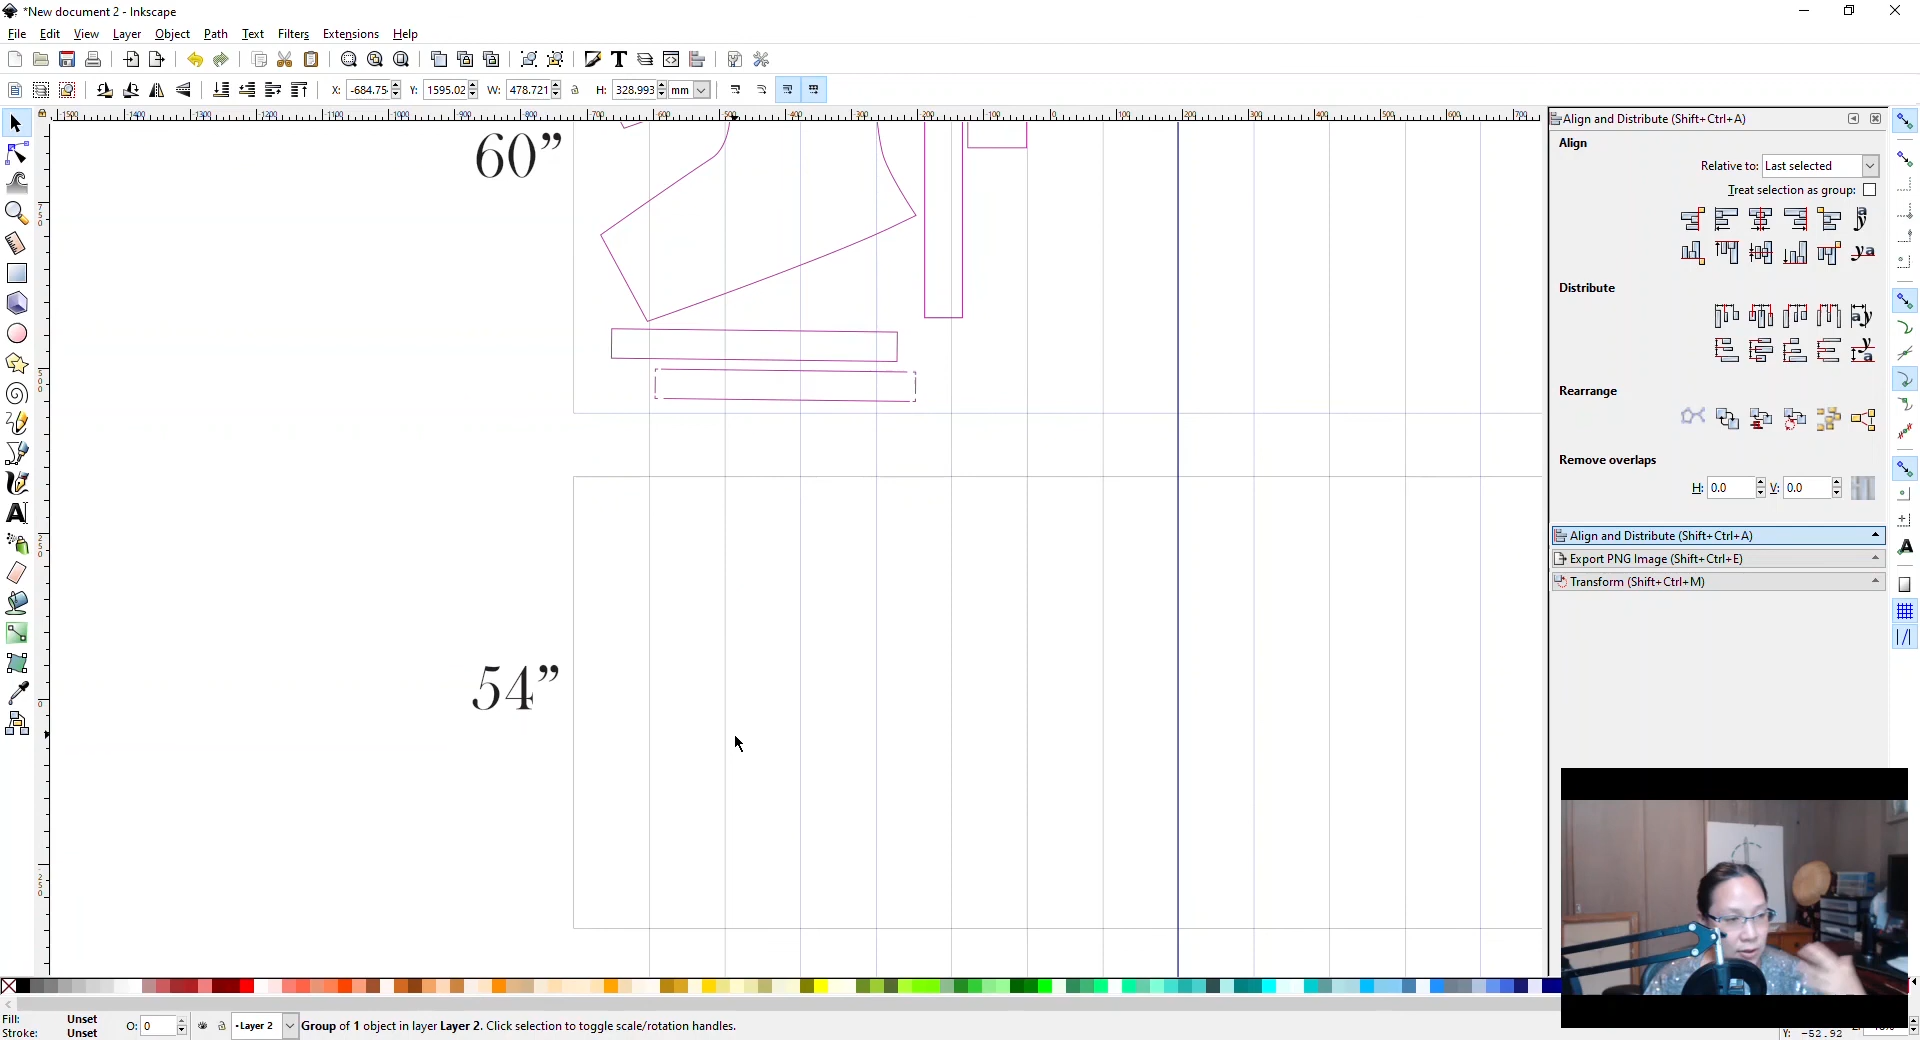 *New document 2 - Inkscape
File Edit View Layer Object Path Text Filters Extensions Help
X: -684.75 Y: 1595.02 W: 478.721 H: 328.993 mm
Align and Distribute (Shift+Ctrl+A)
Align
Relative to: Last selected
Treat selection as group:
Distribute
Rearrange
Remove overlaps
H: 0.0 V: 0.0
Align and Distribute (Shift+Ctrl+A)
Export PNG Image (Shift+Ctrl+E)
Transform (Shift+Ctrl+M)
60”
54”
Fill: Unset
Stroke: Unset
O: 0
•Layer 2
Group of 1 object in layer Layer 2. Click selection to toggle scale/rotation handles.
Y: -52.92